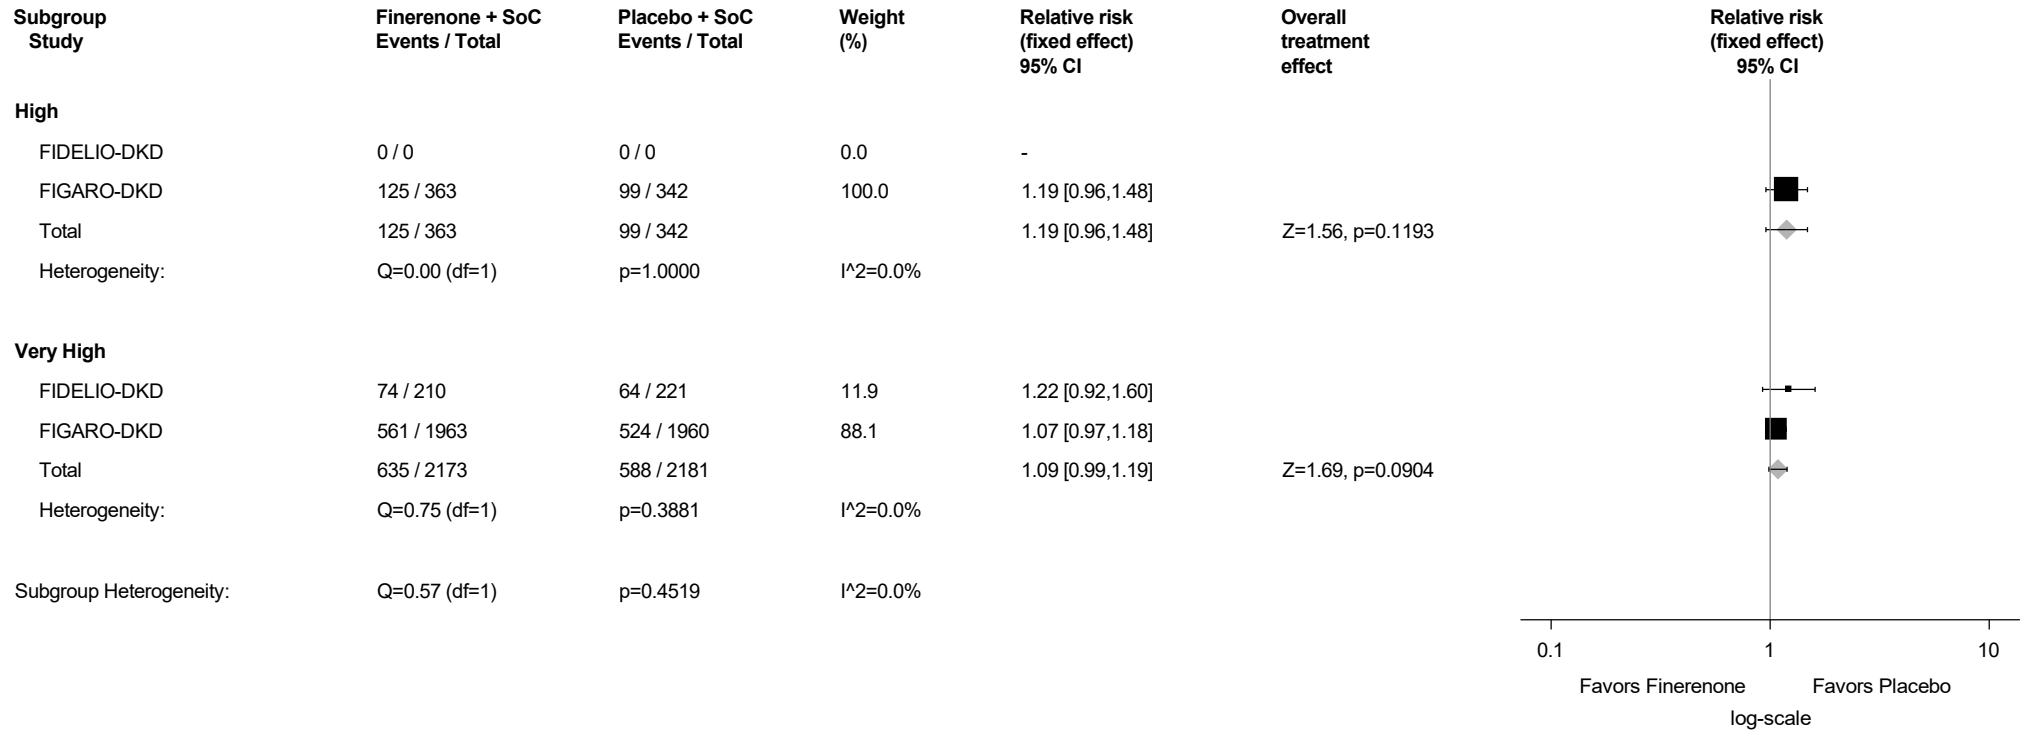 Subgroup Finerenone + SoC Placebo + SoC Weight Relative risk Overall Relative risk
Study Events / Total Events / Total (%) (fixed effect) treatment (fixed effect)
95% CI effect 95% CI
High
FIDELIO-DKD 0 / 0 0 / 0 0.0 -
FIGARO-DKD 125 / 363 99 / 342 100.0 1.19 [0.96,1.48]
Total 125 / 363 99 / 342 1.19 [0.96,1.48] Z=1.56, p=0.1193
Heterogeneity: Q=0.00 (df=1) p=1.0000 I^2=0.0%
Very High
FIDELIO-DKD 74 / 210 64 / 221 11.9 1.22 [0.92,1.60]
FIGARO-DKD 561 / 1963 524 / 1960 88.1 1.07 [0.97,1.18]
Total 635 / 2173 588 / 2181 1.09 [0.99,1.19] Z=1.69, p=0.0904
Heterogeneity: Q=0.75 (df=1) p=0.3881 I^2=0.0%
Subgroup Heterogeneity: Q=0.57 (df=1) p=0.4519 I^2=0.0%
0.1 1 10
Favors Finerenone Favors Placebo
log-scale